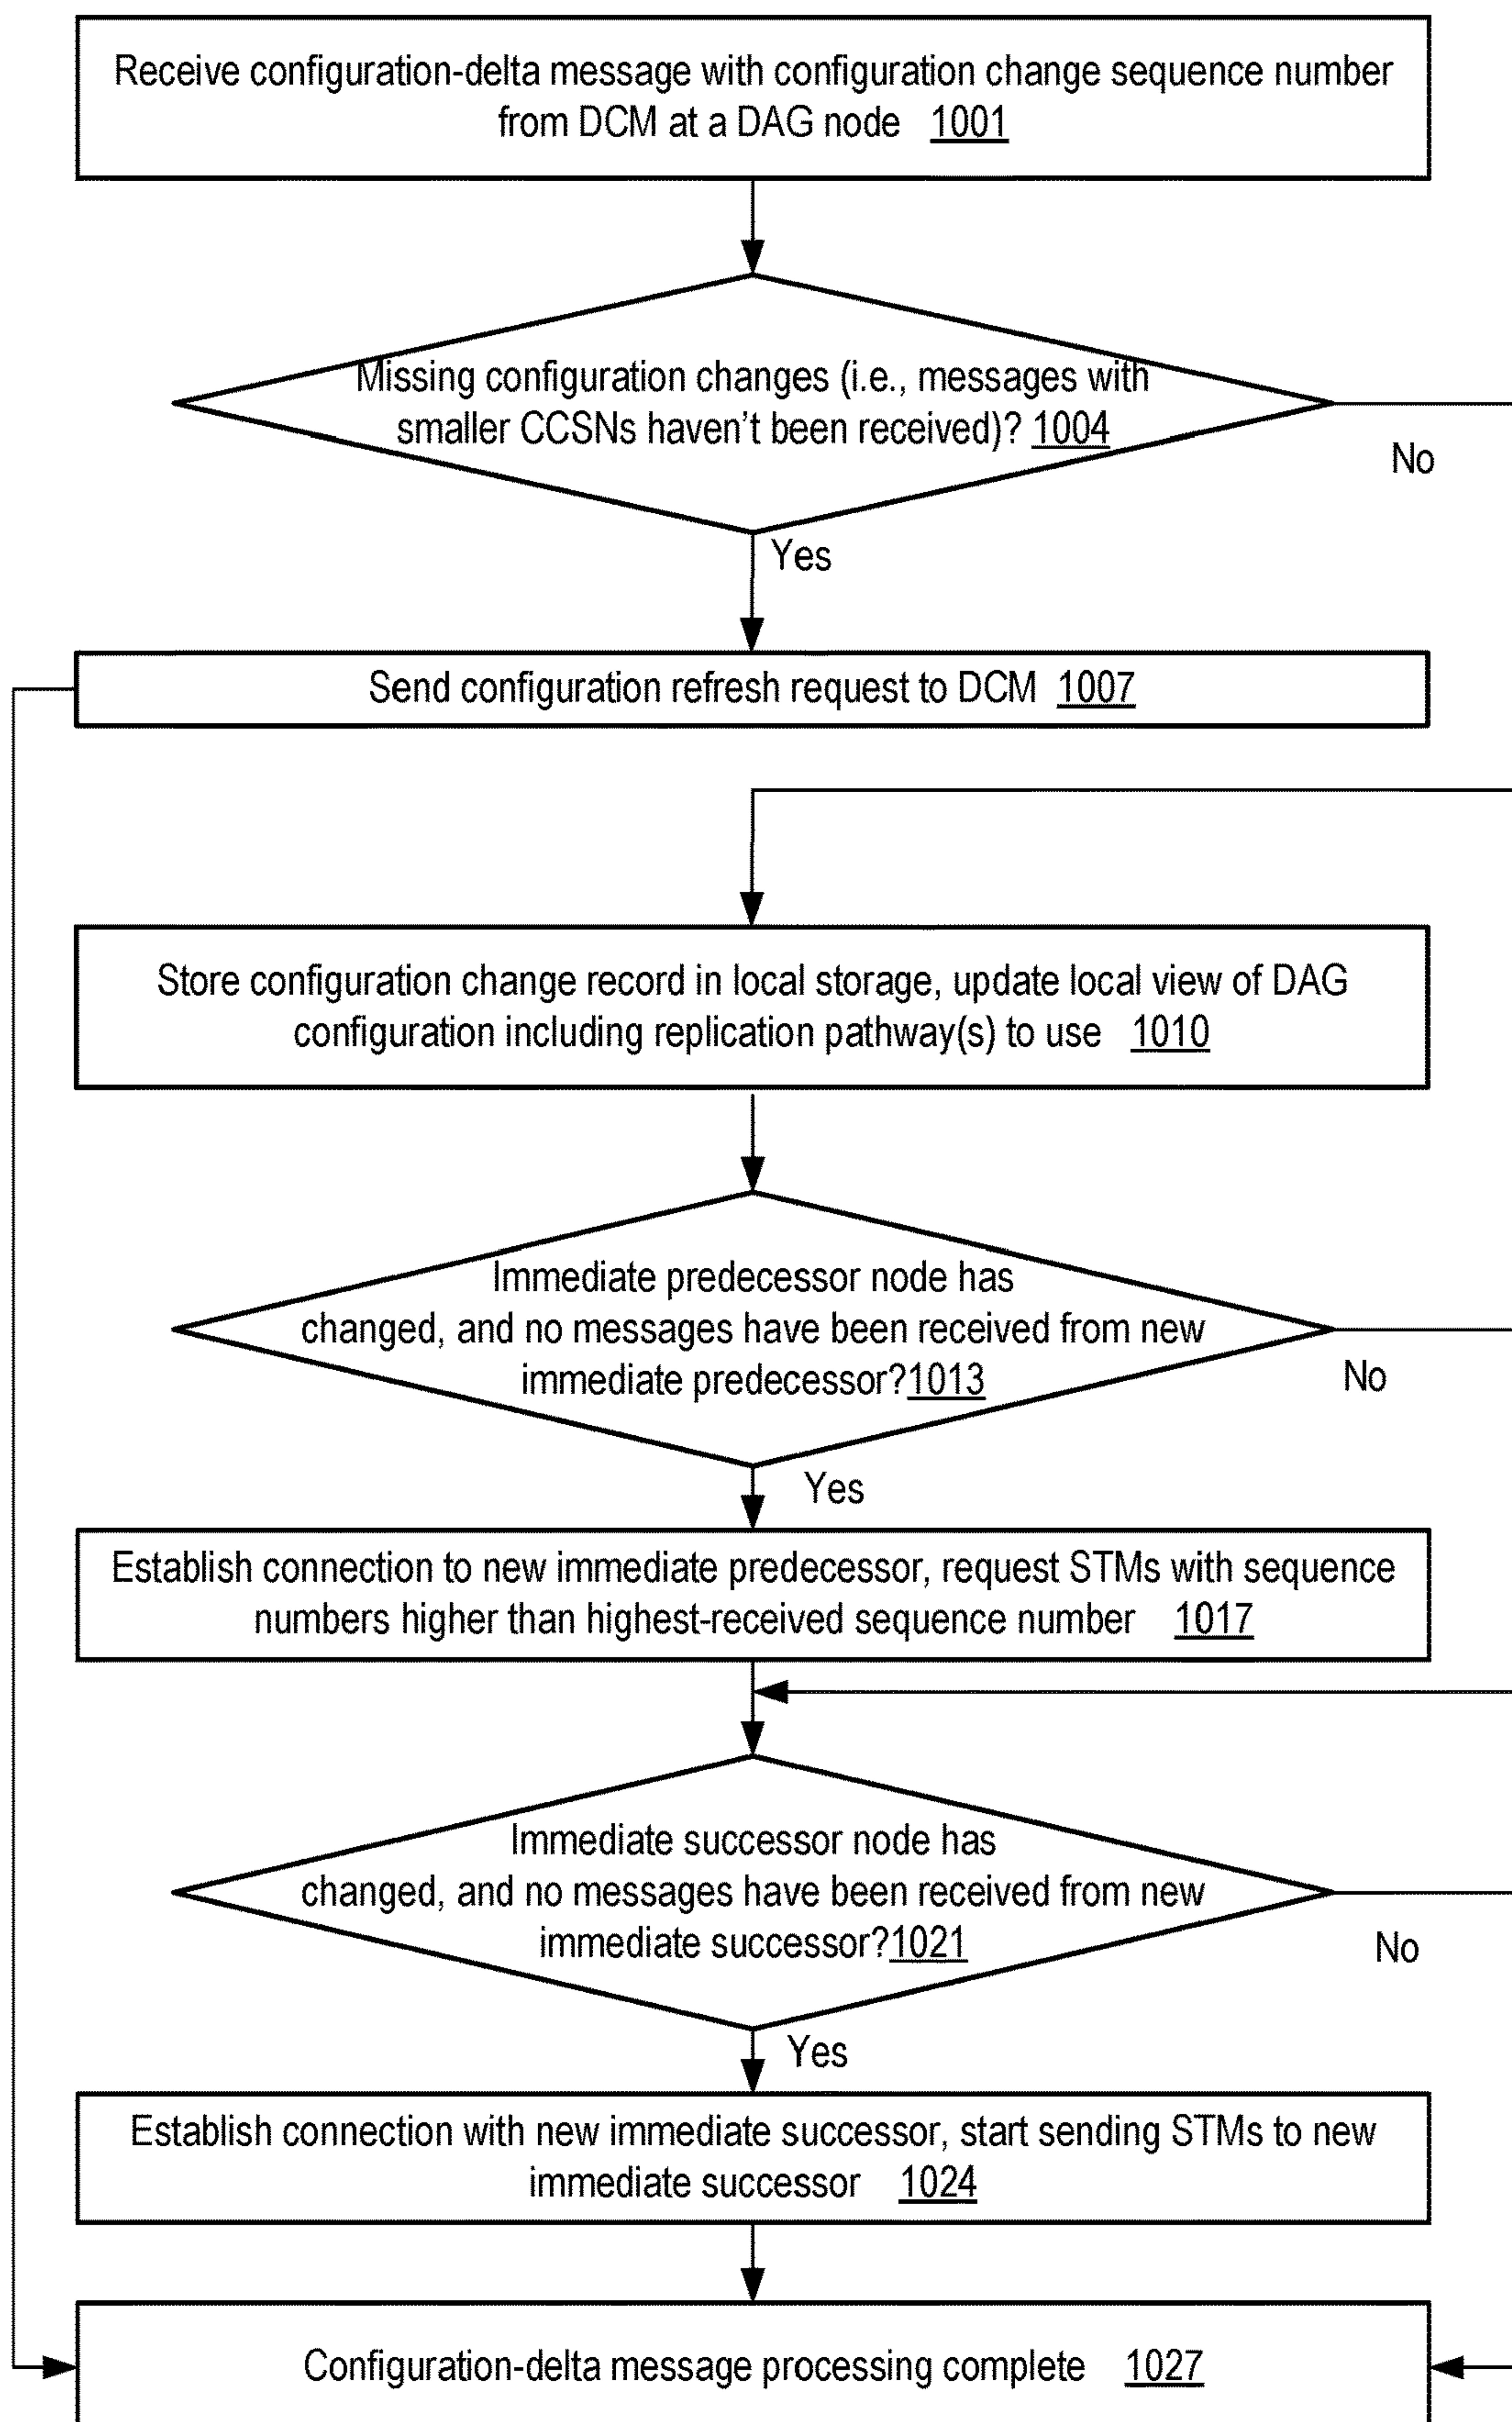 Receive configuration-delta message with configuration change sequence number
from DCM at a DAG node 1001
Missing configuration changes (i.e., messages with
smaller CCSNs haven't been received)? 1004
No
Yes
Send configuration refresh request to DCM 1007
Store configuration change record in local storage, update local view of DAG
configuration including replication pathway(s) to use 1010
Immediate predecessor node has
changed, and no messages have been received from new
immediate predecessor?1013
No
Yes
Establish connection to new immediate predecessor, request STMs with sequence
numbers higher than highest-received sequence number 1017
Immediate successor node has
changed, and no messages have been received from new
immediate successor?1021
No
Yes
Establish connection with new immediate successor, start sending STMs to new
immediate successor 1024
Configuration-delta message processing complete 1027